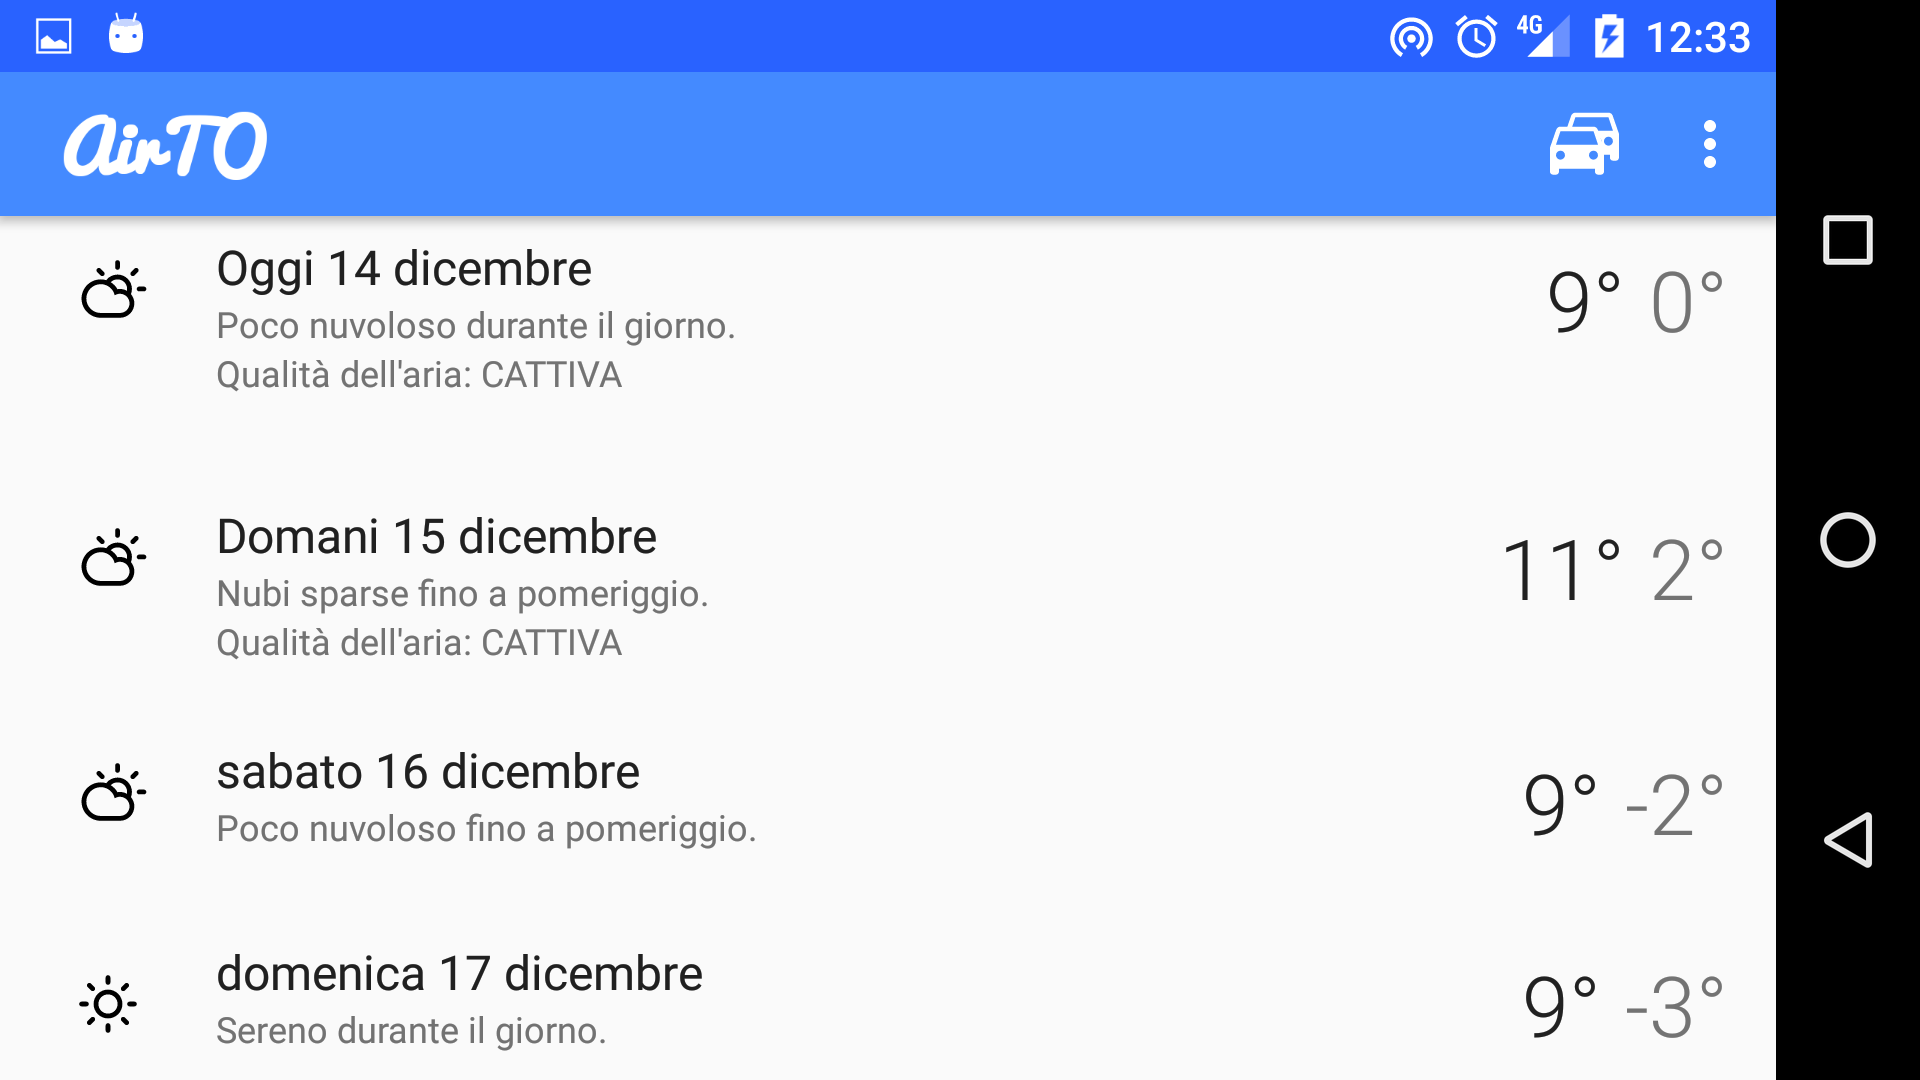 4G 12:33
AirTO
Oggi 14 dicembre
Poco nuvoloso durante il giorno.
Qualità dell'aria: CATTIVA
9° 0°
Domani 15 dicembre
Nubi sparse fino a pomeriggio.
Qualità dell'aria: CATTIVA
11° 2°
sabato 16 dicembre
Poco nuvoloso fino a pomeriggio.
9° -2°
domenica 17 dicembre
Sereno durante il giorno.
9° -3°